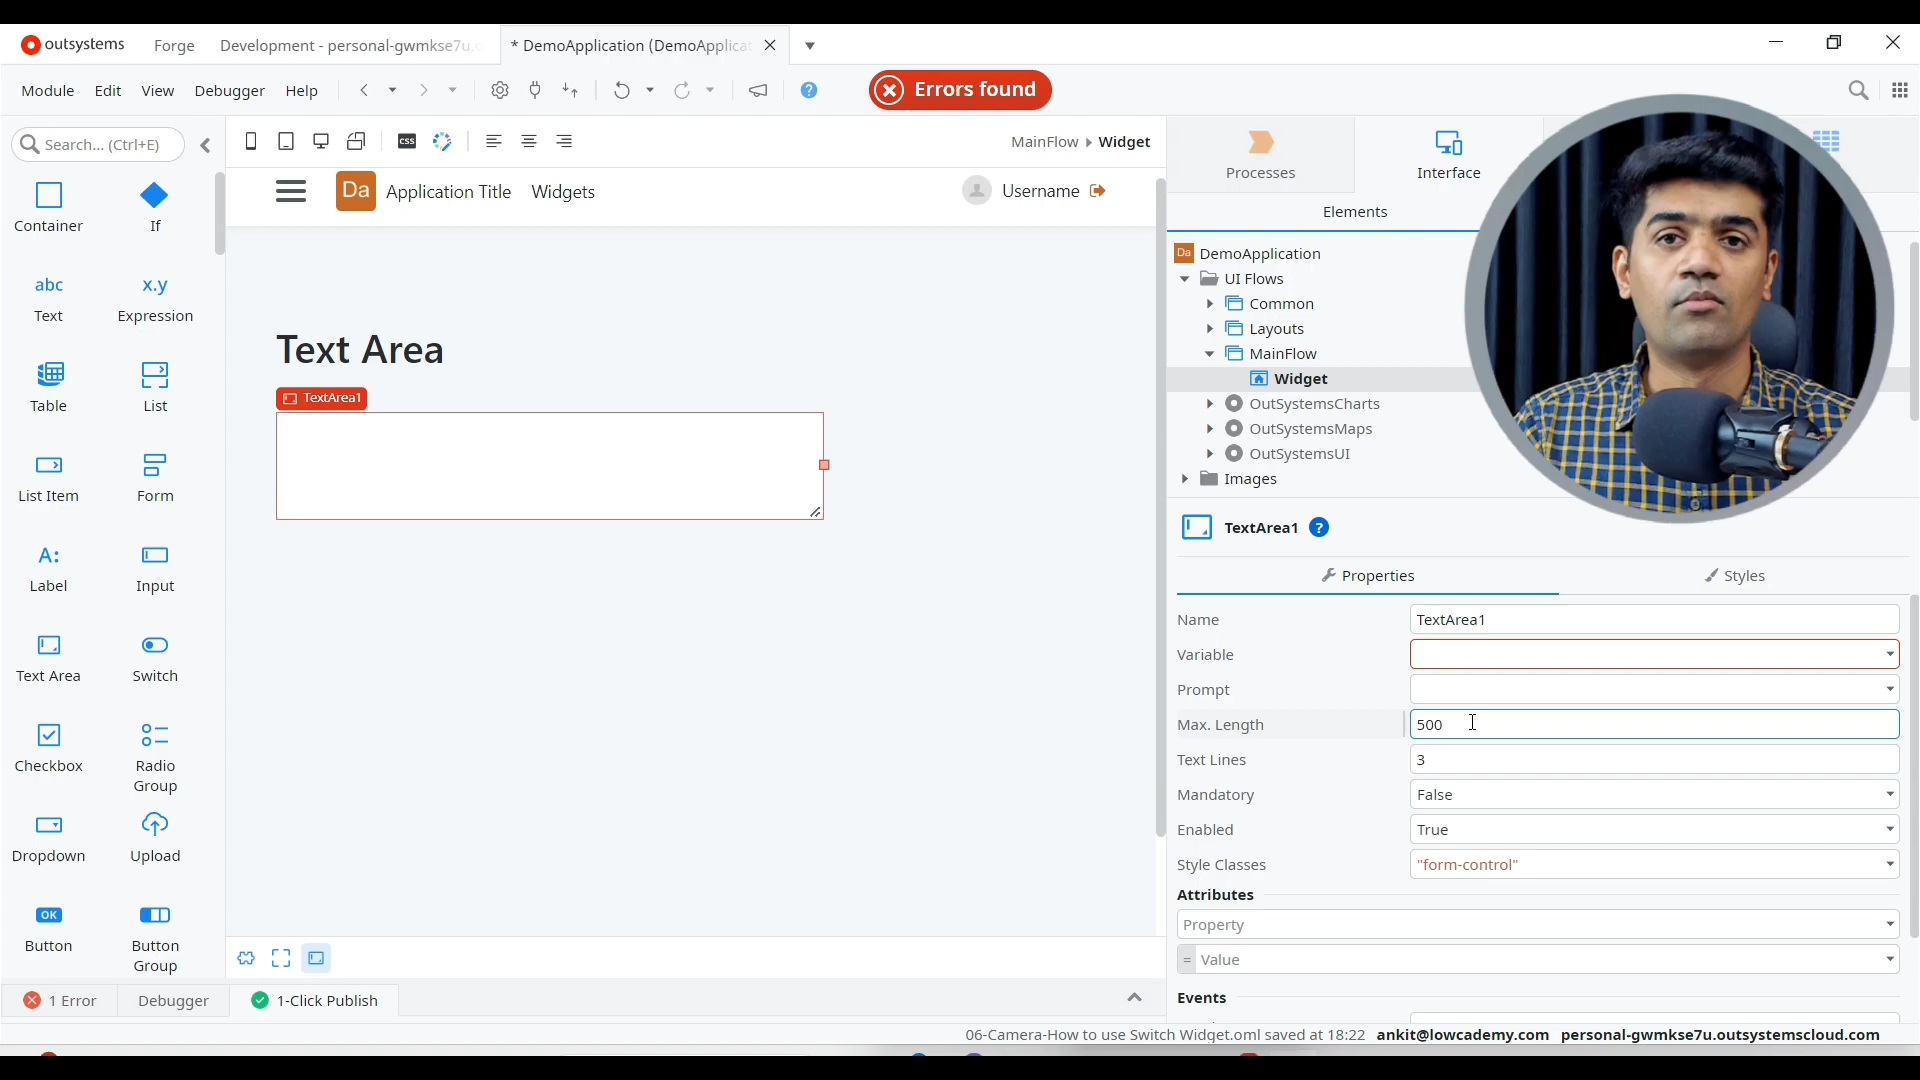 outsystems
Forge
Development - personal-gwmkse7u.o
* DemoApplication (DemoApplicat
Module
Edit
View
Debugger
Help
Errors found
Search... (Ctrl+E)
CSS
MainFlow
Widget
Processes
Interface
Container
If
Da
Application Title
Widgets
Username
Elements
abc
x.y
Text
Expression
Text Area
Table
List
TextArea1
List Item
Form
A:
Label
Input
Text Area
Switch
Checkbox
Radio
Group
Dropdown
Upload
OK
Button
Button
Group
Da DemoApplication
UI Flows
Common
Layouts
MainFlow
Widget
OutSystemsCharts
OutSystemsMaps
OutSystemsUI
Images
TextArea1 ?
Properties
Styles
Name TextArea1
Variable
Prompt
Max. Length 500
Text Lines 3
Mandatory False
Enabled True
Style Classes "form-control"
Attributes
Property
= Value
Events
1 Error
Debugger
1-Click Publish
06-Camera-How to use Switch Widget.oml saved at 18:22 ankit@lowcademy.com personal-gwmkse7u.outsystemscloud.com